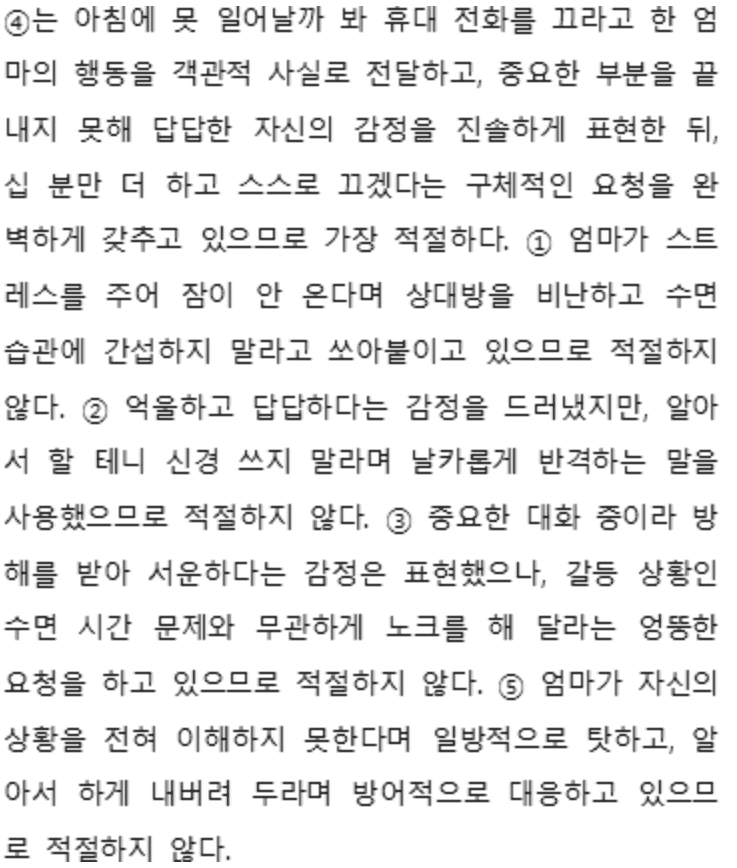 ④는 아침에 못 일어날까 봐 휴대 전화를 끄라고 한 엄
마의 행동을 객관적 사실로 전달하고, 중요한 부분을 끝
내지 못해 답답한 자신의 감정을 진솔하게 표현한 뒤,
십 분만 더 하고 스스로 끄겠다는 구체적인 요청을 완
벽하게 갖추고 있으므로 가장 적절하다. ① 엄마가 스트
레스를 주어 잠이 안 온다며 상대방을 비난하고 수면
습관에 간섭하지 말라고 쏘아붙이고 있으므로 적절하지
않다. ② 억울하고 답답하다는 감정을 드러냈지만, 알아
서 할 테니 신경 쓰지 말라며 날카롭게 반격하는 말을
사용했으므로 적절하지 않다. ③ 중요한 대화 중이라 방
해를 받아 서운하다는 감정은 표현했으나, 갈등 상황인
수면 시간 문제와 무관하게 노크를 해 달라는 엉뚱한
요청을 하고 있으므로 적절하지 않다. ⑤ 엄마가 자신의
상황을 전혀 이해하지 못한다며 일방적으로 탓하고, 알
아서 하게 내버려 두라며 방어적으로 대응하고 있으므
로 적절하지 않다.